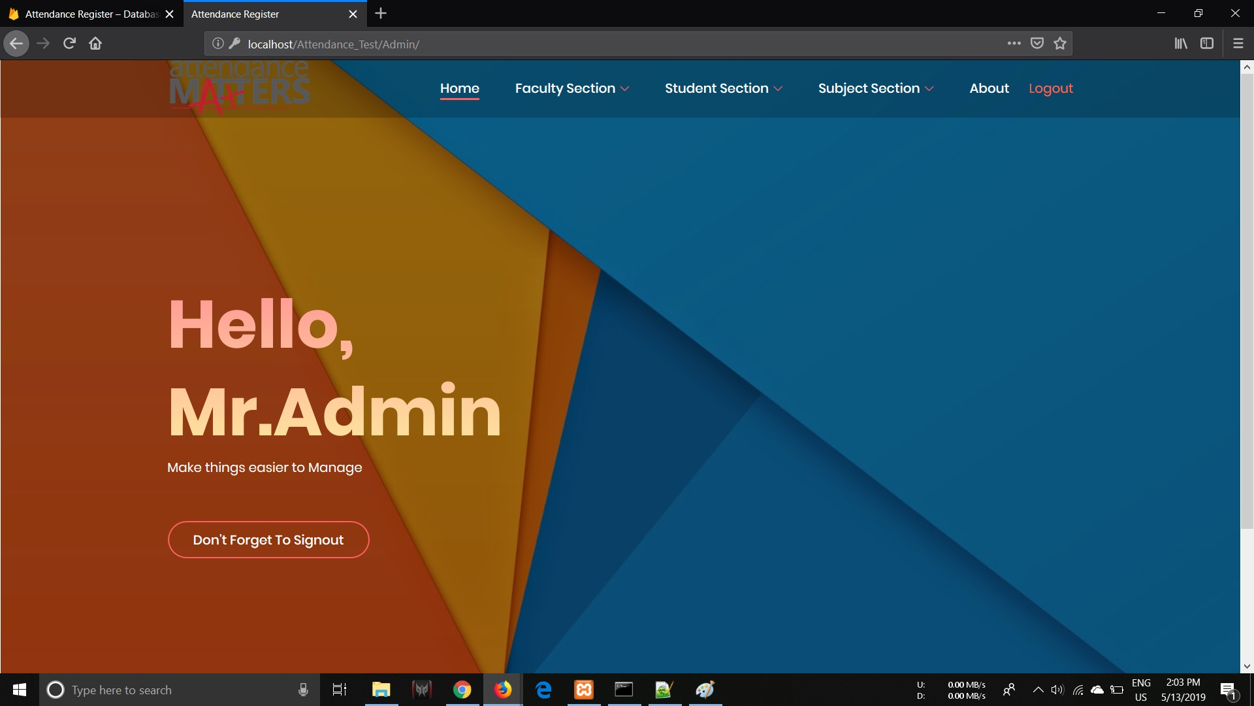 Attendance Register – Databas
Attendance Register
localhost/Attendance_Test/Admin/
attendance
MATTERS
A+
Home
Faculty Section
Student Section
Subject Section
About
Logout
Hello,
Mr.Admin
Make things easier to Manage
Don't Forget To Signout
Type here to search
U: 0.00 MB/s
D: 0.00 MB/s
ENG
US
2:03 PM
5/13/2019
1